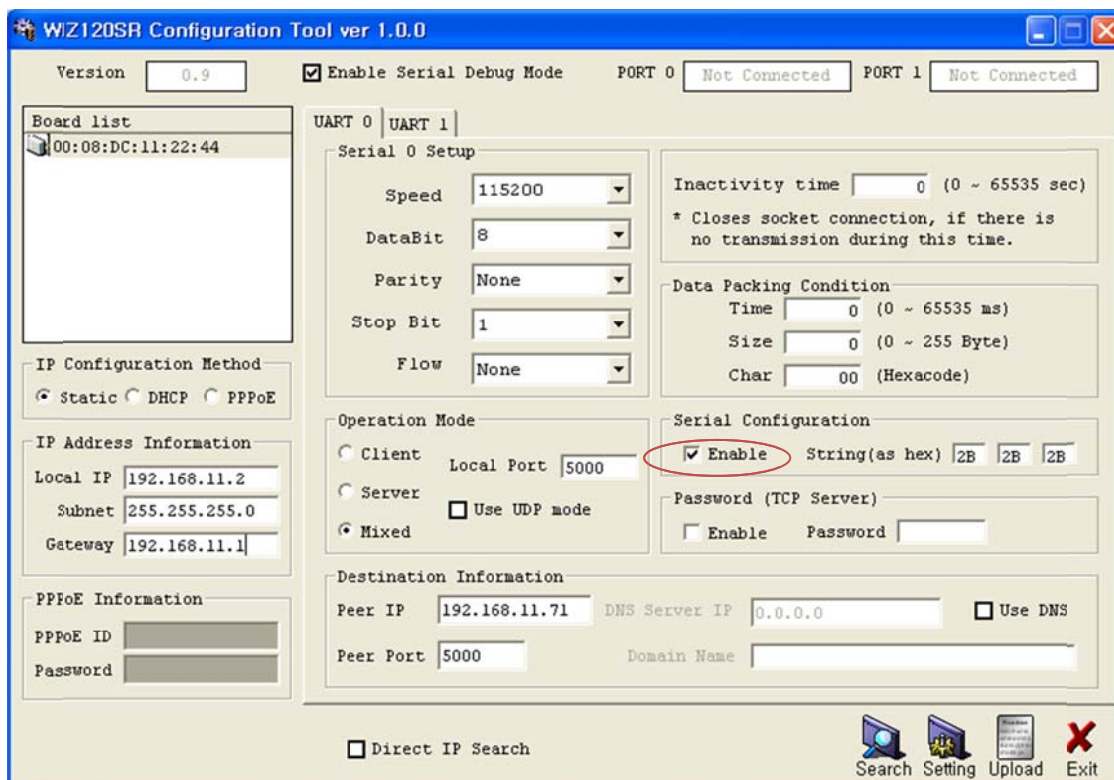 WIZ120SR Configuration Tool ver 1.0.0
Version 0.9
Enable Serial Debug Mode
PORT 0 Not Connected
PORT 1 Not Connected
Board list
00:08:DC:11:22:44
IP Configuration Method
Static DHCP PPPoE
IP Address Information
Local IP 192.168.11.2
Subnet 255.255.255.0
Gateway 192.168.11.1
PPPoE Information
PPPoE ID
Password
UART 0 UART 1
Serial 0 Setup
Speed 115200
DataBit 8
Parity None
Stop Bit 1
Flow None
Inactivity time 0 (0 ~ 65535 sec)
* Closes socket connection, if there is
no transmission during this time.
Data Packing Condition
Time 0 (0 ~ 65535 ms)
Size 0 (0 ~ 255 Byte)
Char 00 (Hexacode)
Operation Mode
Client
Server
Mixed
Local Port 5000
Use UDP mode
Serial Configuration
Enable String(as hex) 2B 2B 2B
Password (TCP Server)
Enable Password
Destination Information
Peer IP 192.168.11.71 DNS Server IP 0.0.0.0 Use DNS
Peer Port 5000 Domain Name
Direct IP Search
Search Setting Upload Exit